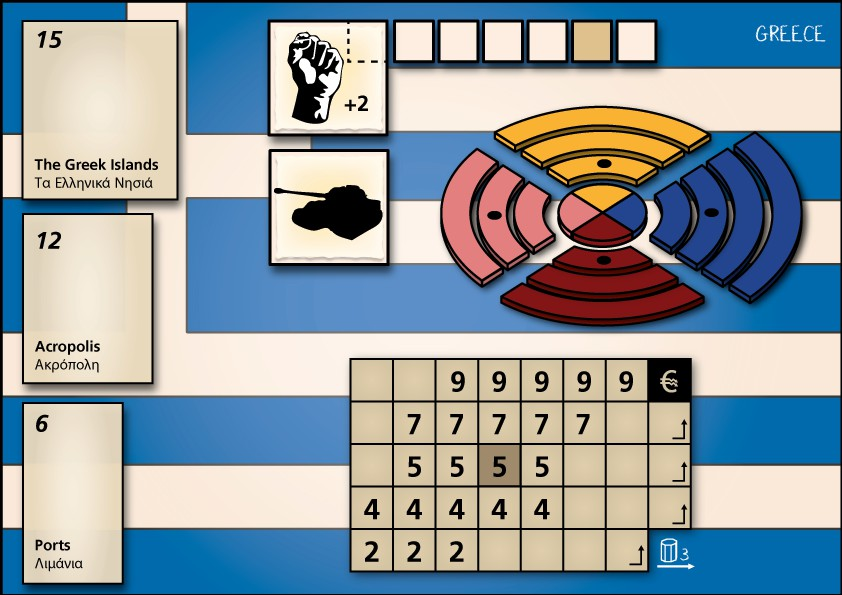 GREECE
15
The Greek Islands
Τα Ελληνικά Νησιά
+2
12
Acropolis
Ακρόπολη
6
Ports
Λιμάνια
9 9 9 9 9 €
7 7 7 7 7
5 5 5 5
4 4 4 4 4
2 2 2
3